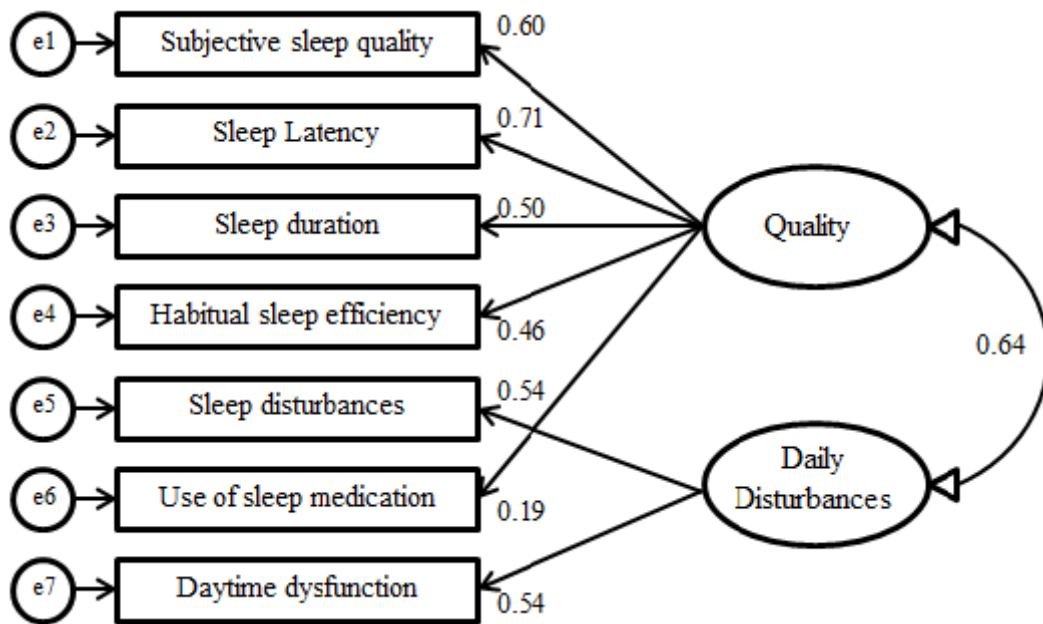 e1
Subjective sleep quality
0.60
e2
Sleep Latency
0.71
e3
Sleep duration
0.50
Quality
e4
Habitual sleep efficiency
0.46
0.64
e5
Sleep disturbances
0.54
Daily
Disturbances
e6
Use of sleep medication
0.19
e7
Daytime dysfunction
0.54